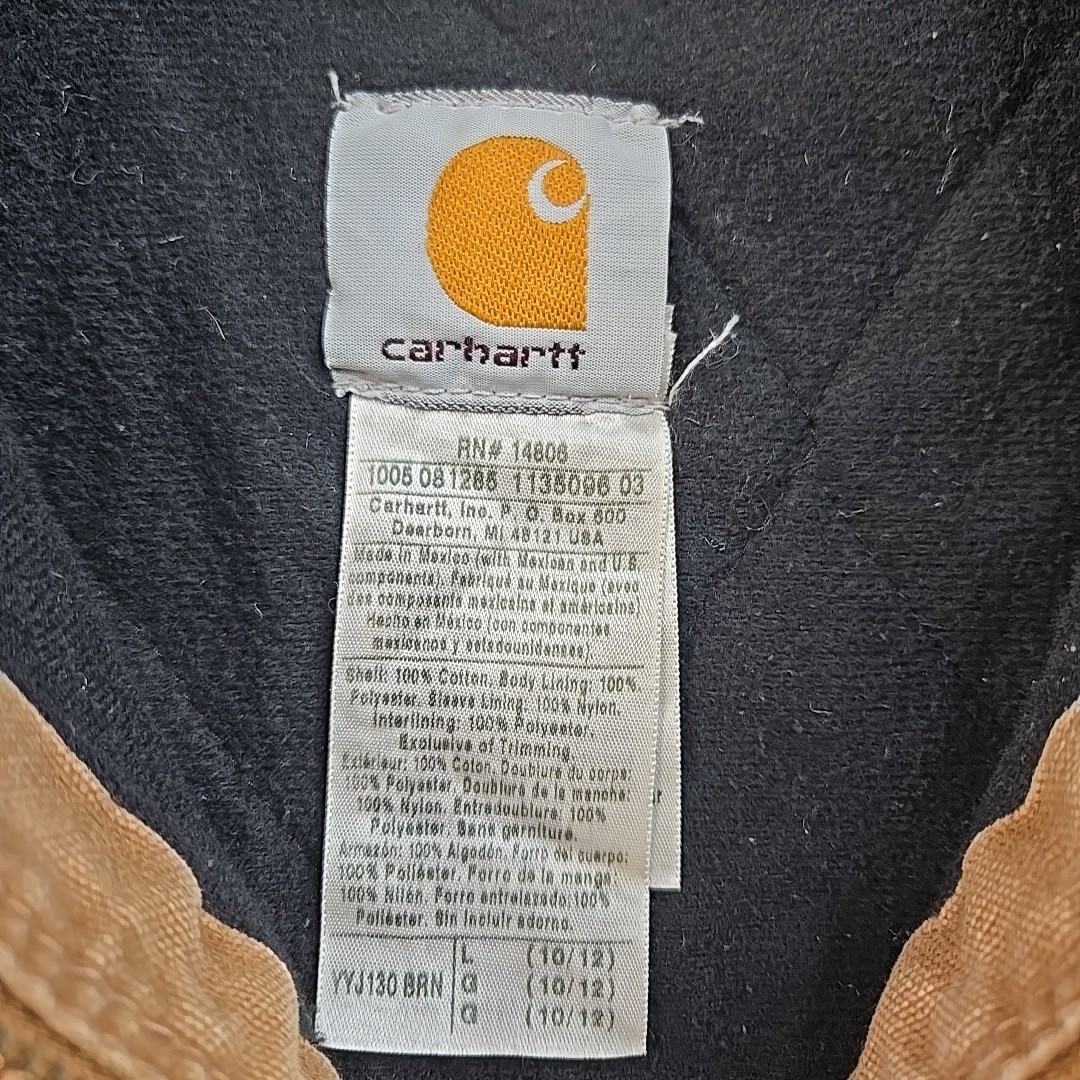 carhartt
RN# 14806
1005 081285 1135096 03
Carhartt, Inc. P. O. Box 600
Dearborn, MI 48121 USA
Made in Mexico (with Mexican and U.S.
components). Fabriqué au Mexique (avec
des composants mexicains et américains)
Hecho en México (con componentes
mexicanos y estadounidenses)
Shell: 100% Cotton. Body Lining: 100%
Polyester. Sleeve Lining: 100% Nylon.
Interlining: 100% Polyester.
Exclusive of Trimming.
Extérieur: 100% Coton. Doublure du corps:
100% Polyester. Doublure de la manche:
100% Nylon. Entredoublure: 100%
Polyester. Sans garniture.
Armazón: 100% Algodón. Forro del cuerpo:
100% Poliéster. Forro de la manga:
100% Nilón. Forro entrelazado: 100%
Poliéster. Sin incluir adorno.
YYJ130 BRN
L (10/12)
G (10/12)
G (10/12)